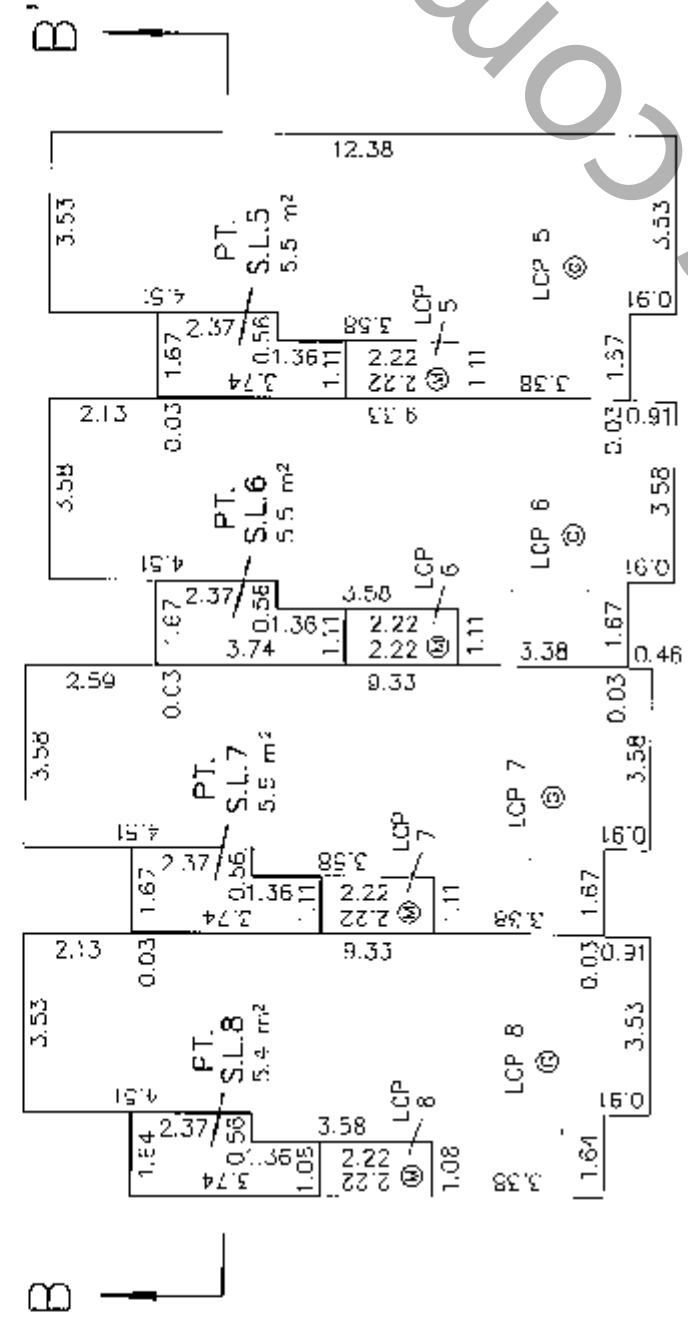 B
12.38
3.53
PT.
S.L.5
5.5 m²
LCP 5
G
3.53
4.51
2.37
0.56
1.67
1.36
3.74
3.58
1.11
2.22
2.22
M
LCP
5
1.11
3.38
1.67
0.91
2.13
0.03
9.33
0.03
0.91
3.58
PT.
S.L.6
5.5 m²
LCP 6
3.58
4.51
2.37
0.56
1.67
1.36
3.74
3.58
1.11
2.22
2.22
M
LCP
6
1.11
3.38
1.67
0.91
0.46
2.59
0.03
9.33
0.03
3.58
PT.
S.L.7
5.5 m²
LCP 7
G
3.58
4.51
2.37
0.56
1.67
1.36
3.74
3.58
1.11
2.22
2.22
M
LCP
7
1.11
3.38
1.67
0.91
2.13
0.03
9.33
0.03
0.91
3.53
PT.
S.L.8
5.4 m²
LCP 8
G
3.53
4.51
2.37
0.56
1.64
1.36
3.74
3.58
1.08
2.22
2.22
M
LCP
8
1.08
3.38
1.64
0.91
B